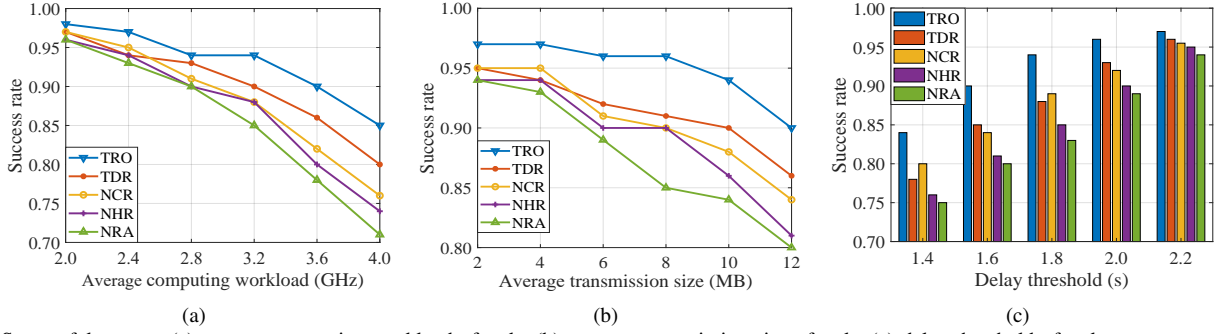 1.00
0.95
0.90
0.85
0.80
0.75
0.70
Success rate
TRO
TDR
NCR
NHR
NRA
2.0 2.4 2.8 3.2 3.6 4.0
Average computing workload (GHz)
(a)
1.00
0.95
0.90
0.85
0.80
Success rate
TRO
TDR
NCR
NHR
NRA
2 4 6 8 10 12
Average transmission size (MB)
(b)
1.00
0.95
0.90
0.85
0.80
0.75
0.70
Success rate
TRO
TDR
NCR
NHR
NRA
1.4 1.6 1.8 2.0 2.2
Delay threshold (s)
(c)